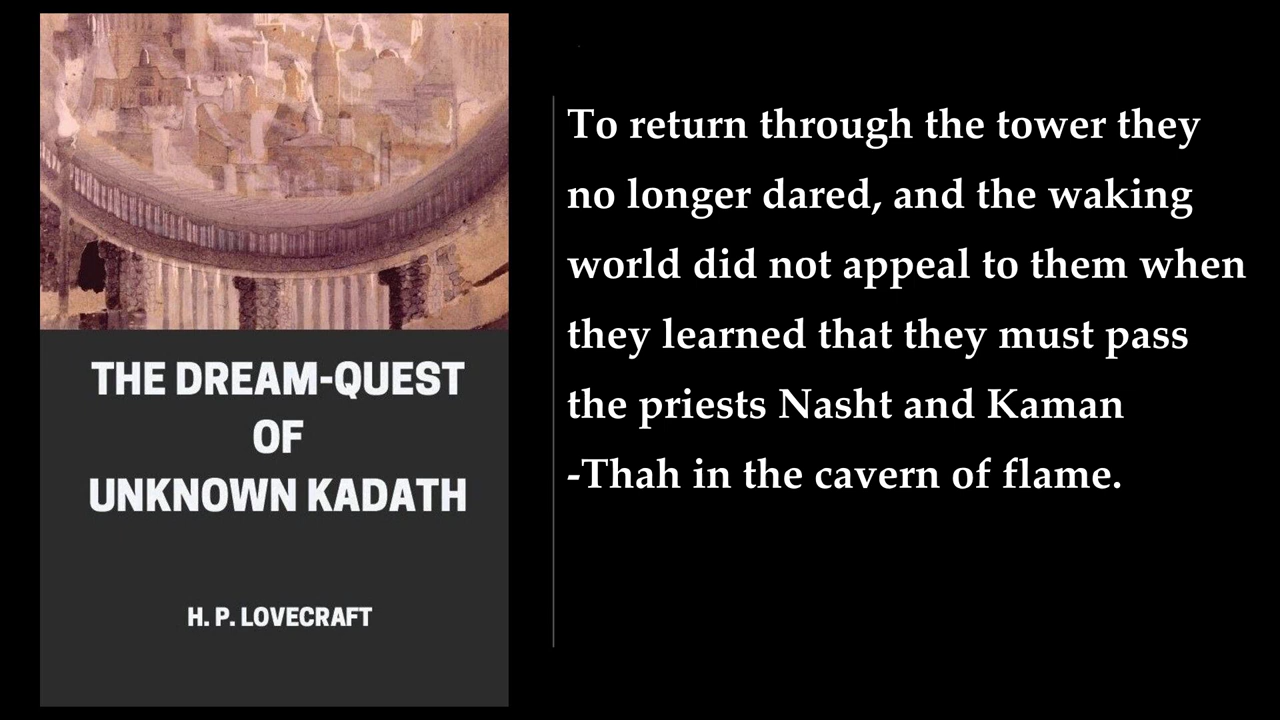 THE DREAM-QUEST
OF
UNKNOWN KADATH
H. P. LOVECRAFT
To return through the tower they
no longer dared, and the waking
world did not appeal to them when
they learned that they must pass
the priests Nasht and Kaman
-Thah in the cavern of flame.